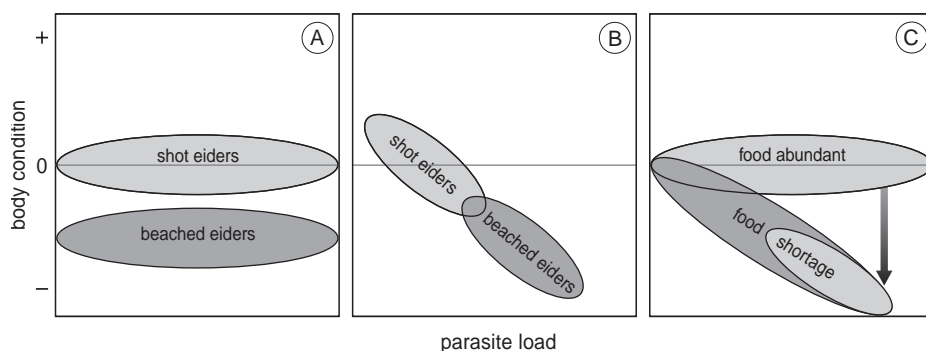 A
B
C
+
0
–
body condition
shot eiders
beached eiders
shot eiders
beached eiders
food abundant
food
shortage
parasite load